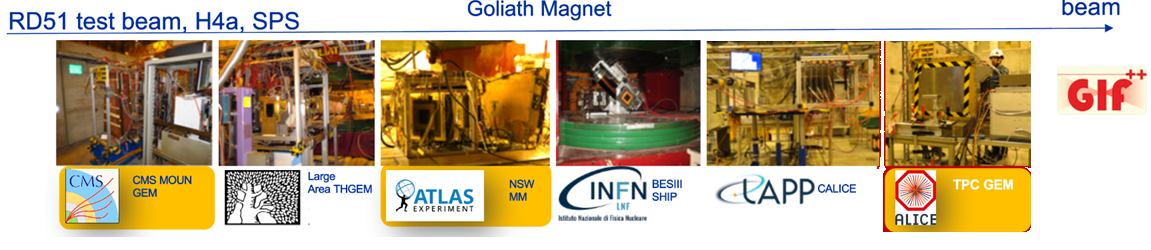 Goliath Magnet
beam
RD51 test beam, H4a, SPS
GIF++
CMS
CMS MOUN
GEM
Large
Area THGEM
ATLAS
EXPERIMENT
NSW
MM
INFN
LNF
Istituto Nazionale di Fisica Nucleare
BESIII
SHIP
LAPP
CALICE
ALICE
TPC GEM